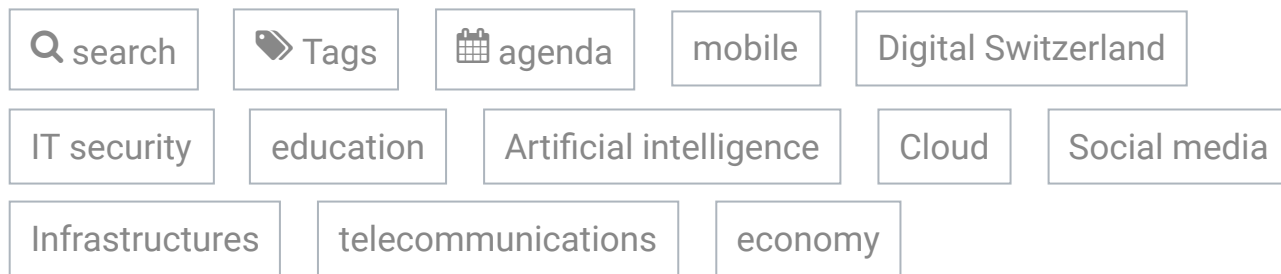 search Tags agenda mobile Digital Switzerland
IT security education Artificial intelligence Cloud Social media
Infrastructures telecommunications economy